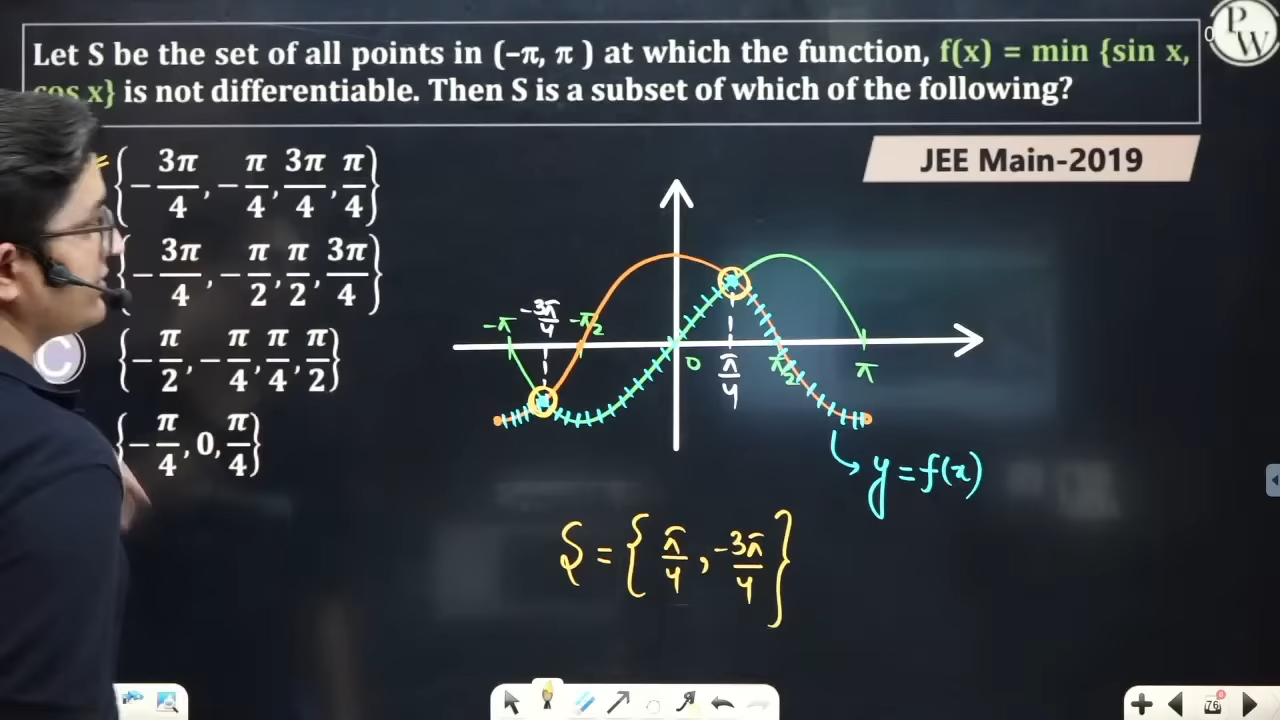 Let S be the set of all points in (−π, π ) at which the function, f(x) = min {sin x,
cos x} is not differentiable. Then S is a subset of which of the following?
P
W
JEE Main-2019
{−3π/4, −π/4, 3π/4, π/4}
{−3π/4, −π/2, π/2, 3π/4}
C {−π/2, −π/4, π/4, π/2}
{−π/4, 0, π/4}
−π −3π/4 −π/2 0 π/4 π/2 π
y = f(x)
S = {π/4, −3π/4}
76